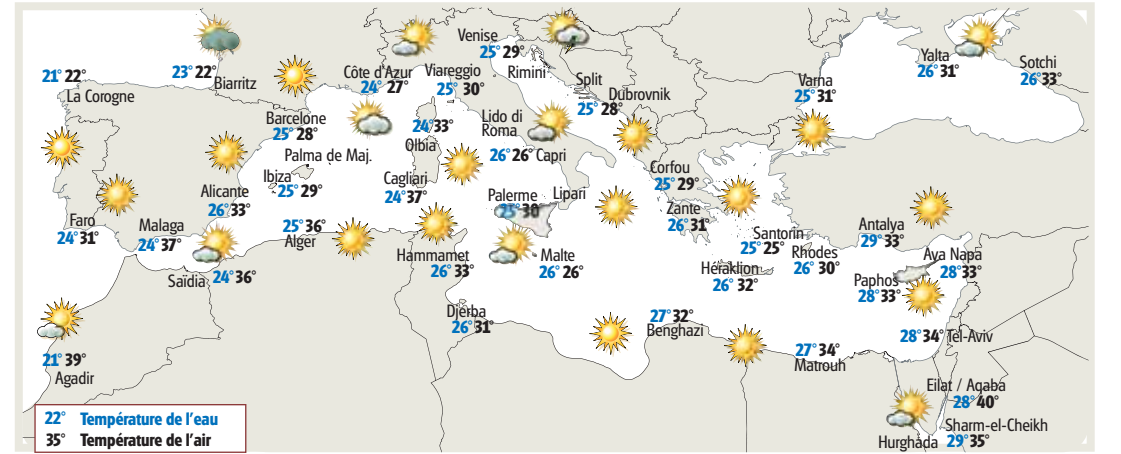 Venise
25° 29°
Rimini
Yalta
26° 31°
Sotchi
26° 33°
21° 22°
La Corogne
23° 22°
Biarritz
Côte d'Azur
24° 27°
Viareggio
25° 30°
Split
25° 28°
Dubrovnik
Varna
25° 31°
Barcelone
25° 28°
24° 33°
Olbia
Lido di
Roma
26° 26° Capri
Palma de Maj.
Ibiza
25° 29°
Cagliari
24° 37°
Corfou
25° 29°
Alicante
26° 33°
Palerme
25° 30
Lipari
Zante
26° 31°
Faro
24° 31°
Malaga
24° 37°
25° 36°
Alger
Santorin
25° 25°
Antalya
29° 33°
Hammamet
26° 33°
Malte
26° 26°
Héraklion
26° 32°
Rhodes
26° 30°
Ava Napa
28° 33°
Saïdia 24° 36°
Paphos
28° 33°
Djerba
26° 31°
27° 32°
Benghazi
28° 34° Tel-Aviv
27° 34°
Matrouh
21° 39°
Agadir
Eilat / Aqaba
28° 40°
Sharm-el-Cheikh
Hurghada 29° 35°
22° Température de l'eau
35° Température de l'air